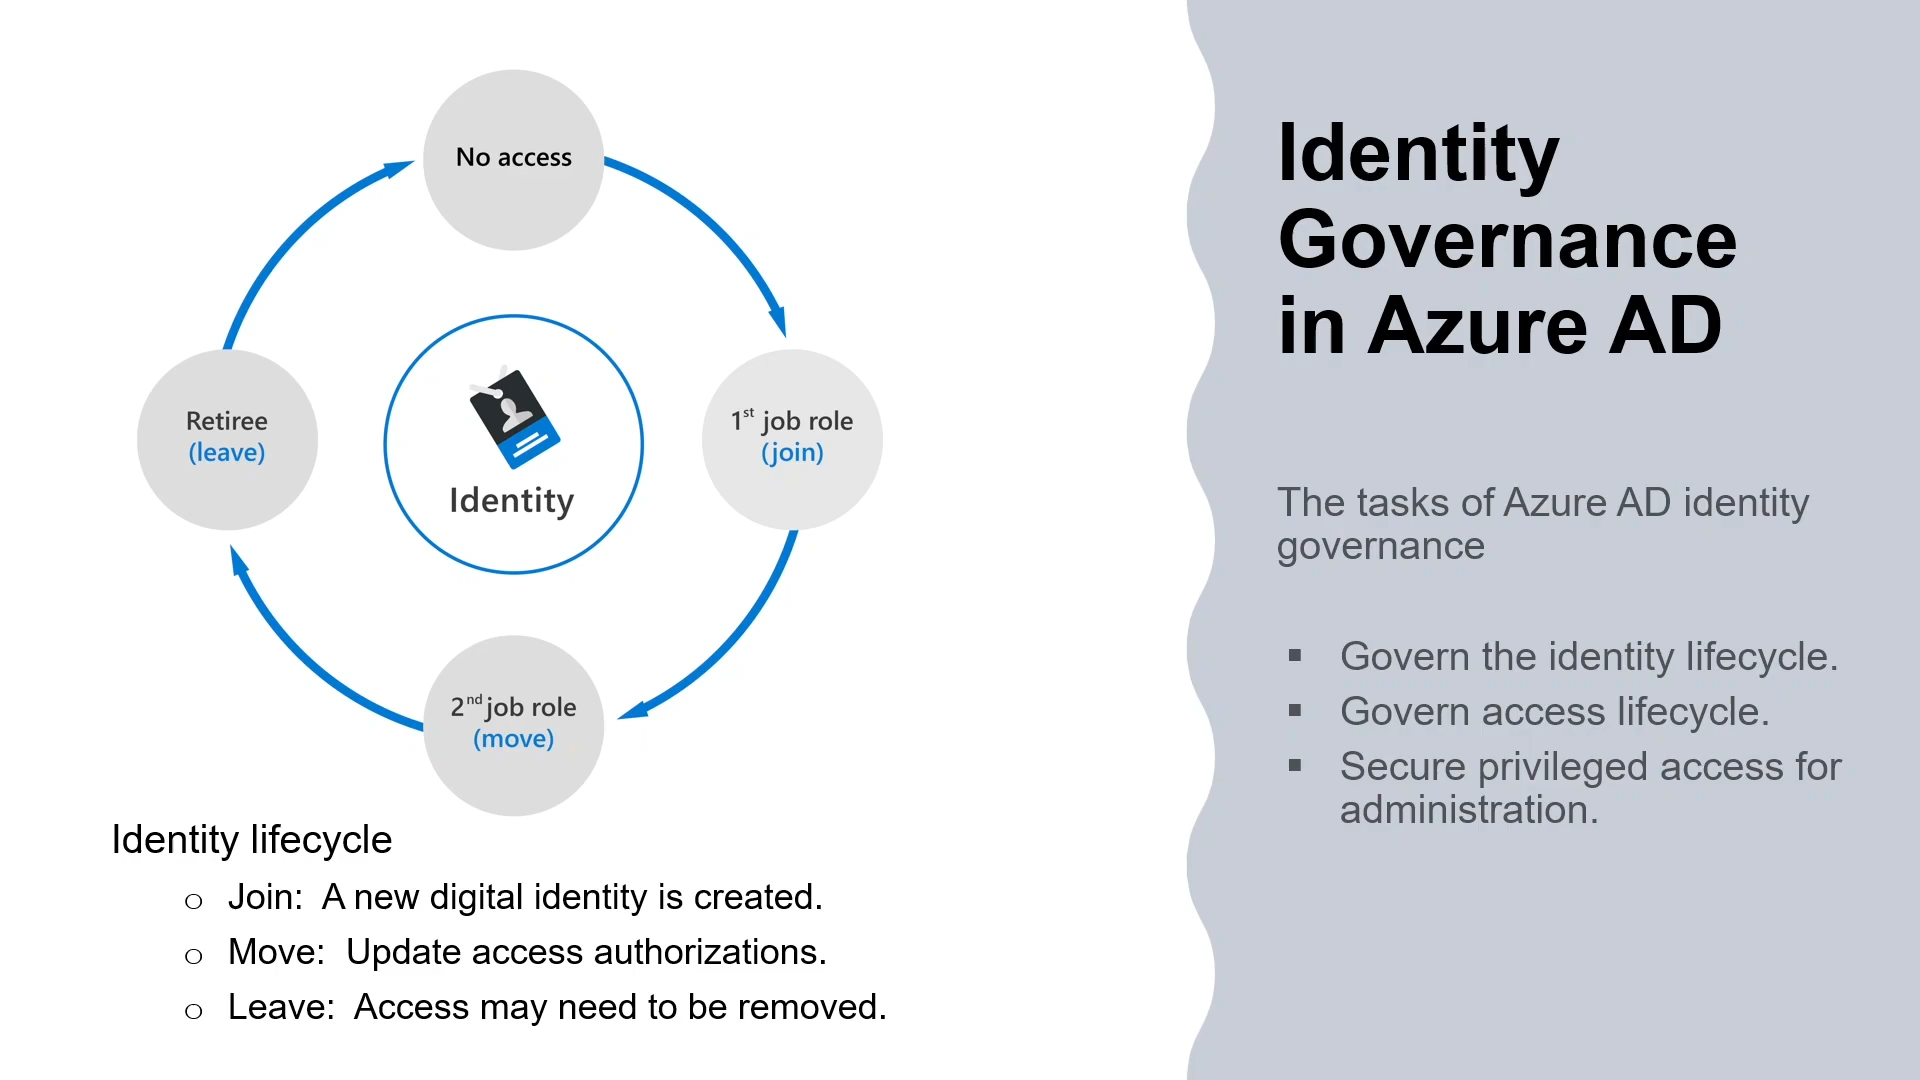 No access
Retiree
(leave)
Identity
1st job role
(join)
2nd job role
(move)
Identity lifecycle
o Join: A new digital identity is created.
o Move: Update access authorizations.
o Leave: Access may need to be removed.
Identity
Governance
in Azure AD
The tasks of Azure AD identity
governance
▪ Govern the identity lifecycle.
▪ Govern access lifecycle.
▪ Secure privileged access for
administration.